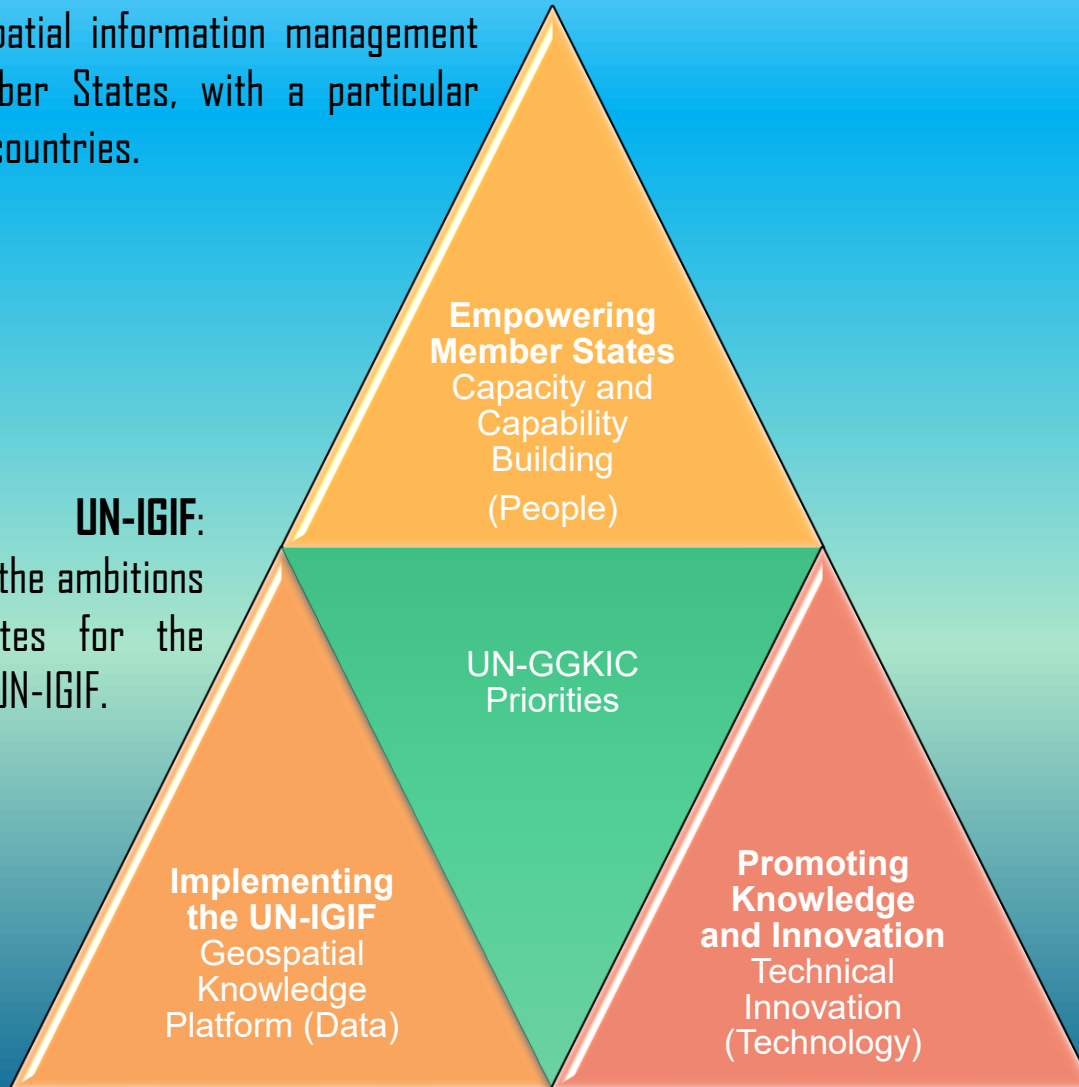 patial information management
ber States, with a particular
countries.
Empowering
Member States
Capacity and
Capability
Building
(People)
UN-IGIF:
the ambitions
tes for the
UN-IGIF.
UN-GGKIC
Priorities
Implementing
the UN-IGIF
Geospatial
Knowledge
Platform (Data)
Promoting
Knowledge
and Innovation
Technical
Innovation
(Technology)